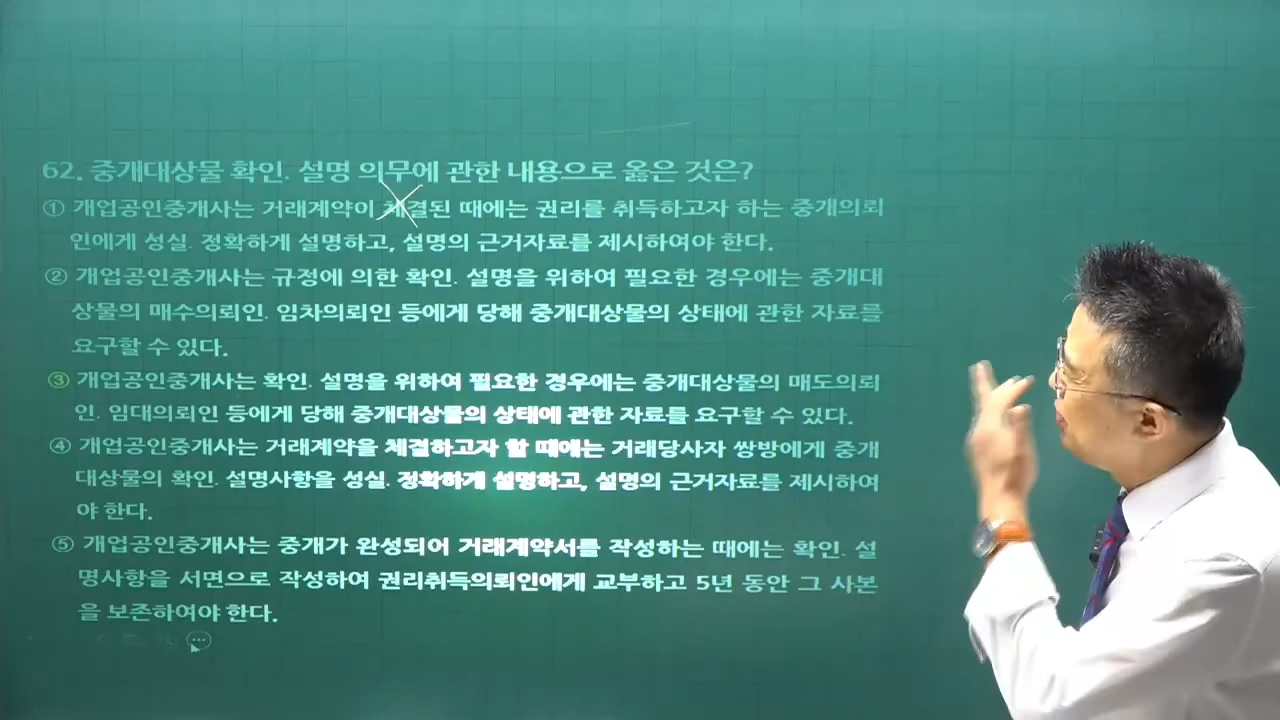 62. 중개대상물 확인. 설명 의무에 관한 내용으로 옳은 것은?
① 개업공인중개사는 거래계약이 체결된 때에는 권리를 취득하고자 하는 중개의뢰
인에게 성실. 정확하게 설명하고, 설명의 근거자료를 제시하여야 한다.
② 개업공인중개사는 규정에 의한 확인. 설명을 위하여 필요한 경우에는 중개대
상물의 매수의뢰인. 임차의뢰인 등에게 당해 중개대상물의 상태에 관한 자료를
요구할 수 있다.
③ 개업공인중개사는 확인. 설명을 위하여 필요한 경우에는 중개대상물의 매도의뢰
인. 임대의뢰인 등에게 당해 중개대상물의 상태에 관한 자료를 요구할 수 있다.
④ 개업공인중개사는 거래계약을 체결하고자 할 때에는 거래당사자 쌍방에게 중개
대상물의 확인. 설명사항을 성실. 정확하게 설명하고, 설명의 근거자료를 제시하여
야 한다.
⑤ 개업공인중개사는 중개가 완성되어 거래계약서를 작성하는 때에는 확인. 설
명사항을 서면으로 작성하여 권리취득의뢰인에게 교부하고 5년 동안 그 사본
을 보존하여야 한다.